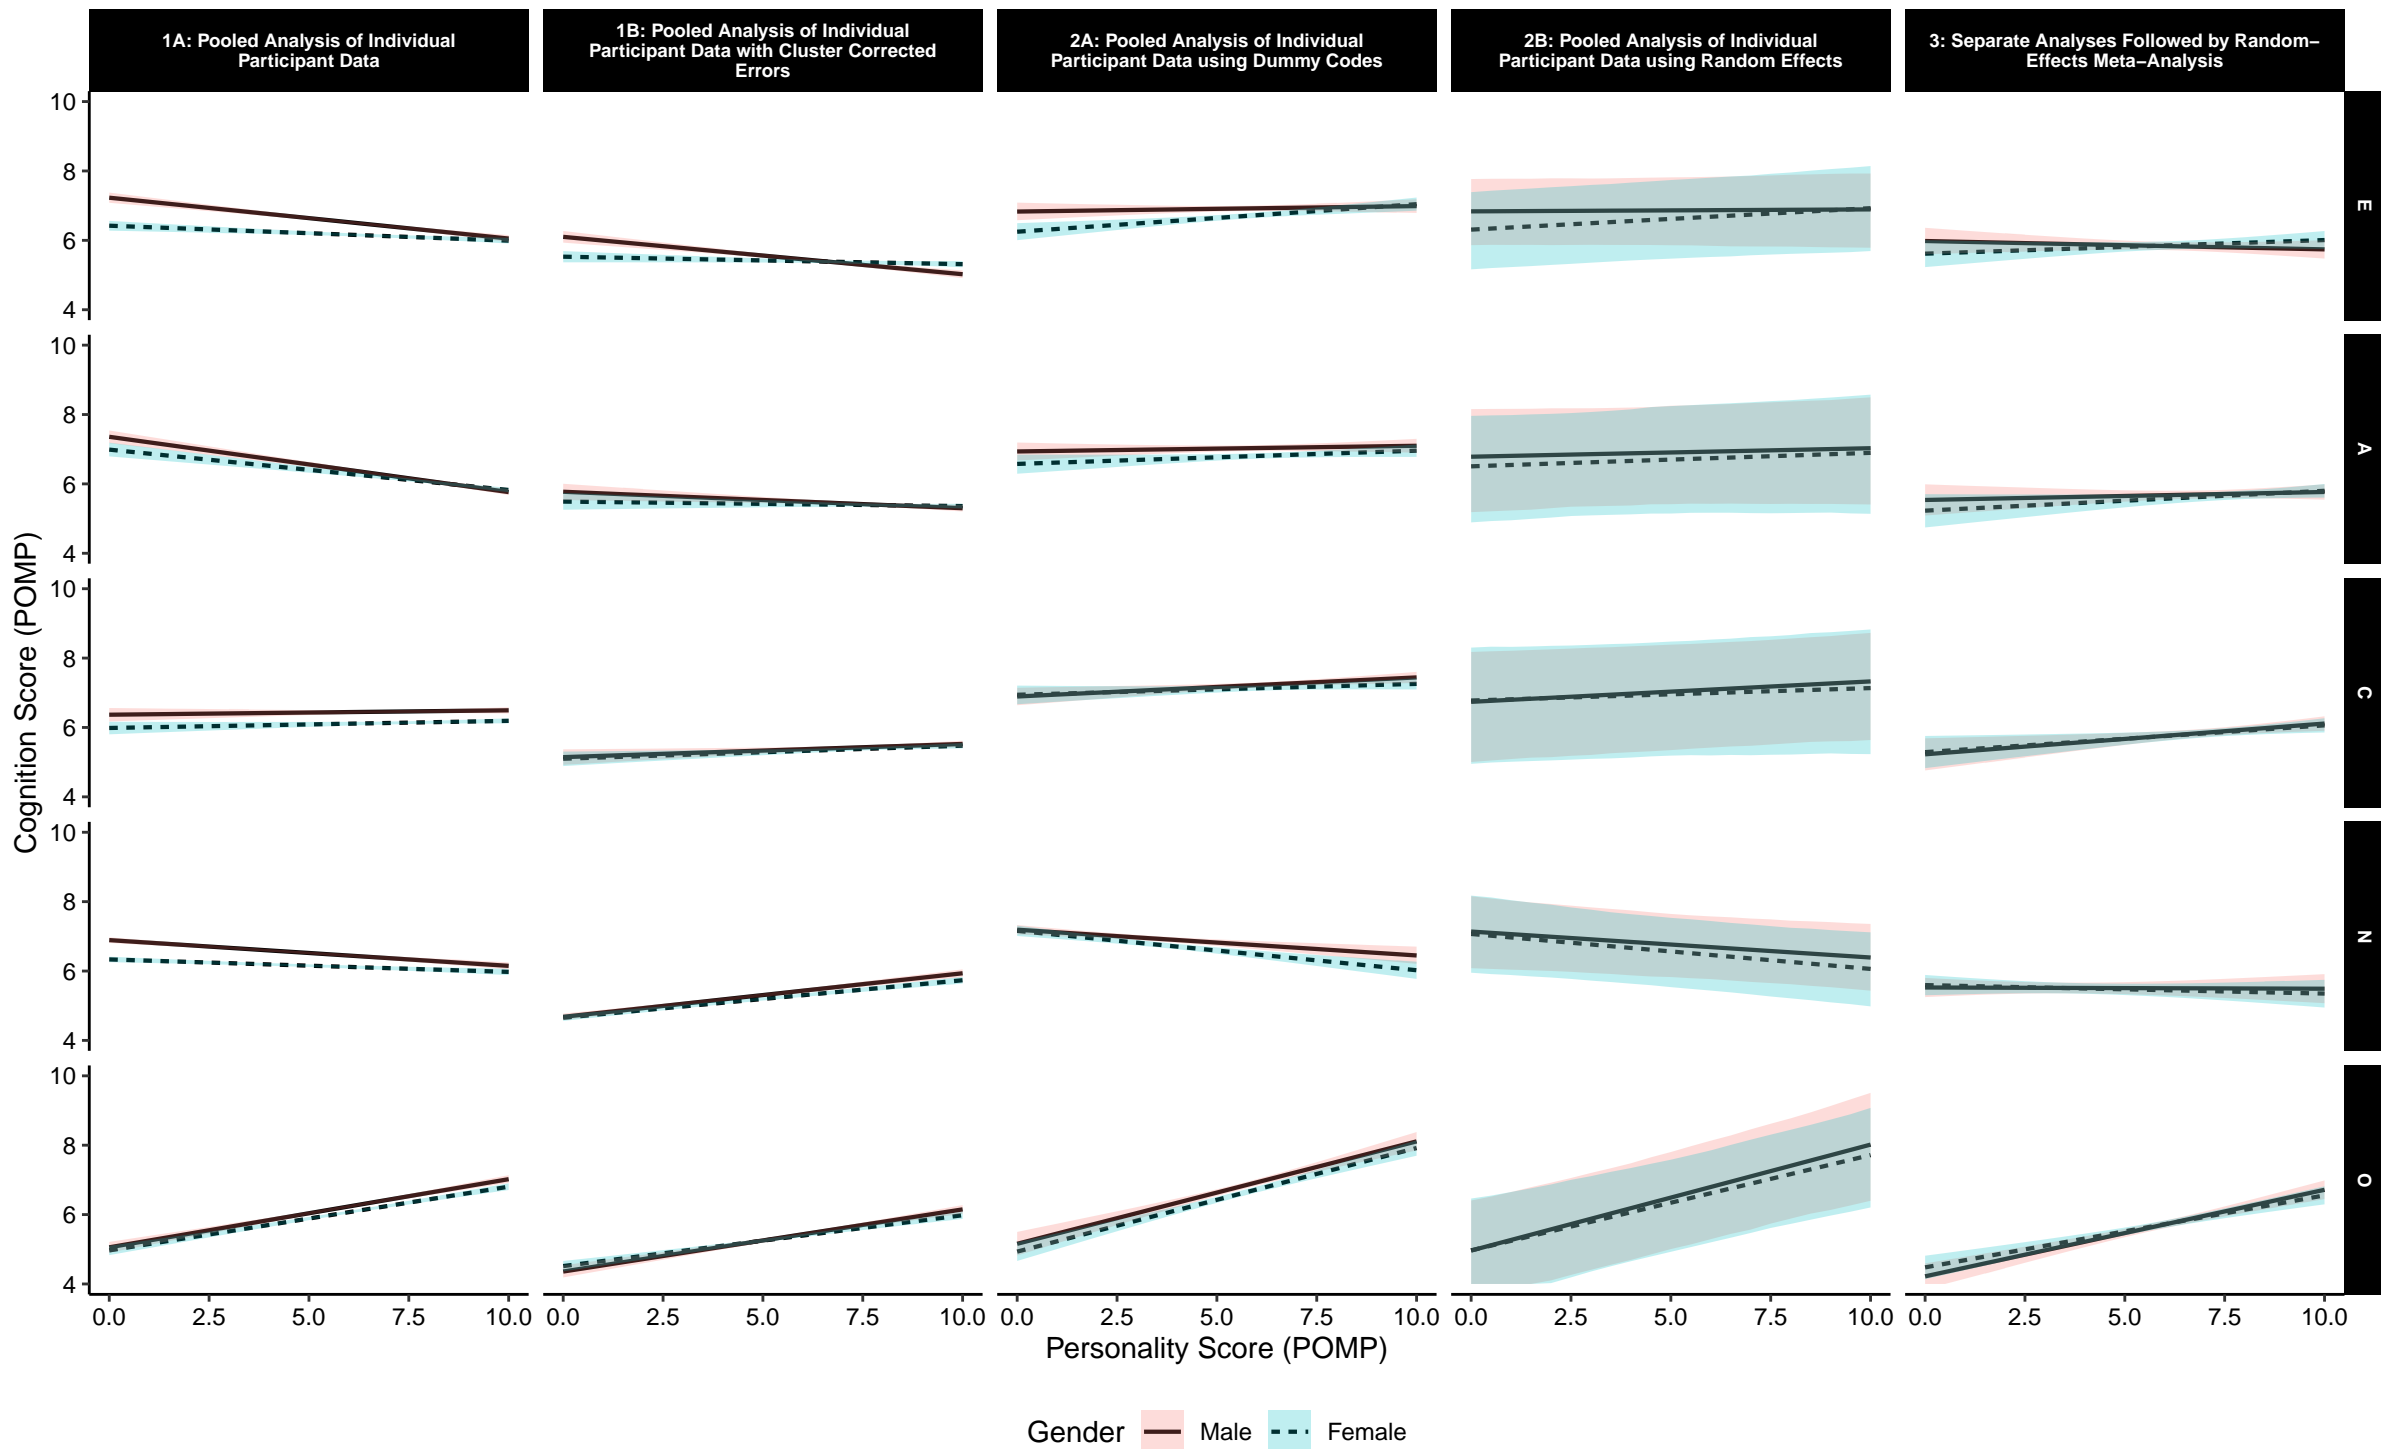 1A: Pooled Analysis of Individual
Participant Data
1B: Pooled Analysis of Individual
Participant Data with Cluster Corrected
Errors
2A: Pooled Analysis of Individual
Participant Data using Dummy Codes
2B: Pooled Analysis of Individual
Participant Data using Random Effects
3: Separate Analyses Followed by Random−
Effects Meta−Analysis
10
8
6
4
E
10
8
6
4
A
10
8
6
4
C
10
8
6
4
N
10
8
6
4
O
Cognition Score (POMP)
0.0 2.5 5.0 7.5 10.0
0.0 2.5 5.0 7.5 10.0
0.0 2.5 5.0 7.5 10.0
0.0 2.5 5.0 7.5 10.0
0.0 2.5 5.0 7.5 10.0
Personality Score (POMP)
Gender Male Female